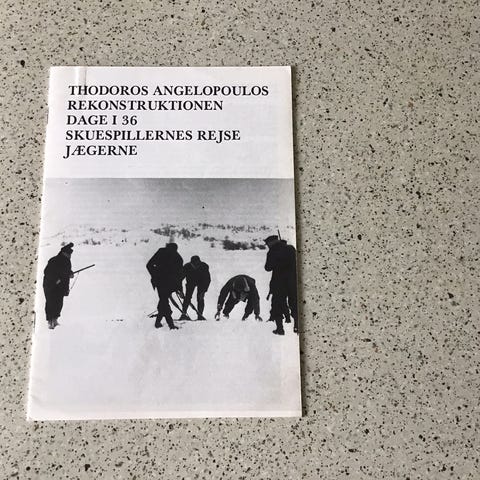 THODOROS ANGELOPOULOS
REKONSTRUKTIONEN
DAGE I 36
SKUESPILLERNES REJSE
JÆGERNE